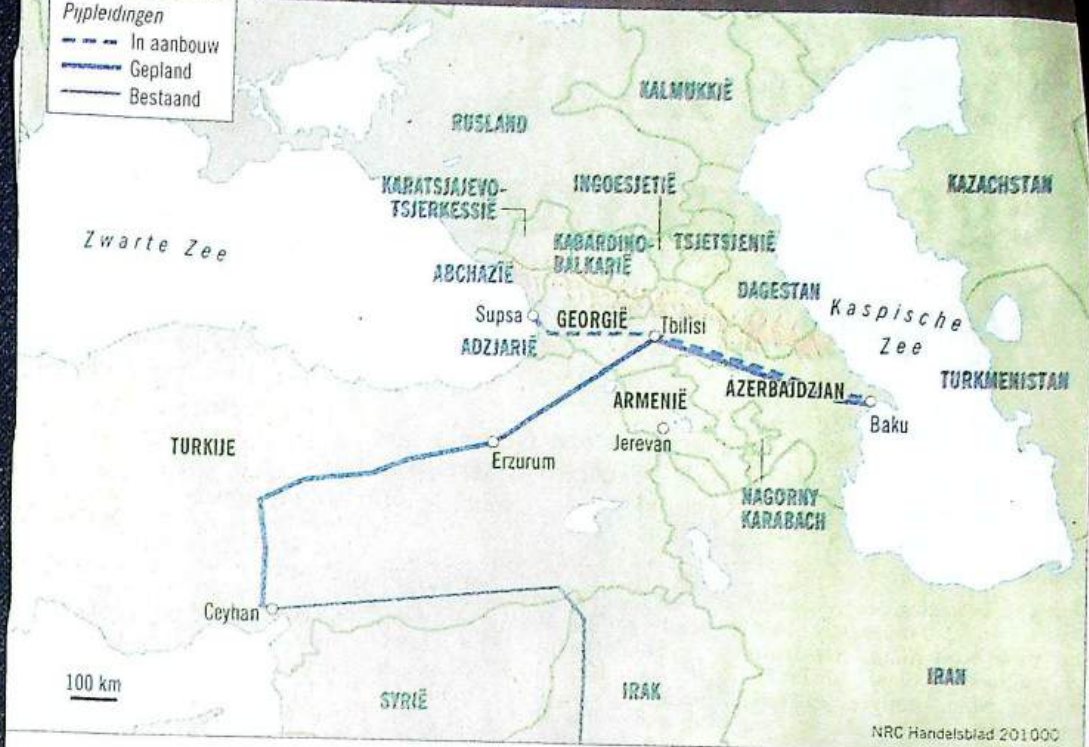 Pijpleidingen
In aanbouw
Gepland
Bestaand
KALMUKKIË
RUSLAND
KARATSJAJEVO-
TSJERKESSIË
INGOESJETIË
KAZACHSTAN
Zwarte Zee
KABARDINO-
BALKARIË
TSJETSJENIË
ABCHAZIË
DAGESTAN
Kaspische
Zee
Supsa
GEORGIË
Tbilisi
ADZJARIË
TURKMENISTAN
ARMENIË
AZERBAJDZJAN
Baku
TURKIJE
Erzurum
Jerevan
NAGORNY
KARABACH
Ceyhan
100 km
SYRIË
IRAK
IRAN
NRC Handelsblad 201000